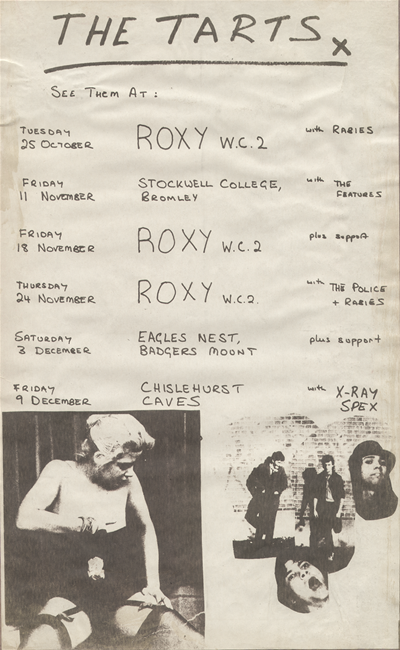 THE TARTS x
SEE THEM AT :
TUESDAY
25 OCTOBER
ROXY W.C.2
with RABIES
FRIDAY
11 NOVEMBER
STOCKWELL COLLEGE,
BROMLEY
with THE
FEATURES
FRIDAY
18 NOVEMBER
ROXY W.C.2
plus support
THURSDAY
24 NOVEMBER
ROXY W.C.2.
with THE POLICE
+ RABIES
SATURDAY
3 DECEMBER
EAGLES NEST,
BADGERS MOUNT
plus support
FRIDAY
9 DECEMBER
CHISLEHURST
CAVES
with X-RAY
SPEX